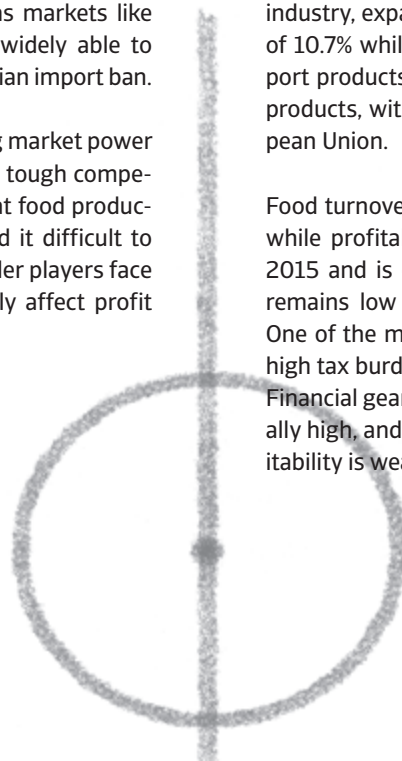 as markets like
widely able to
ian import ban.
g market power
tough compe-
nt food produc-
d it difficult to
ler players face
ly affect profit
industry, expa
of 10.7% whil
port products
products, wit
pean Union.
Food turnove
while profita
2015 and is
remains low
One of the m
high tax burd
Financial gear
ally high, and
itability is wea